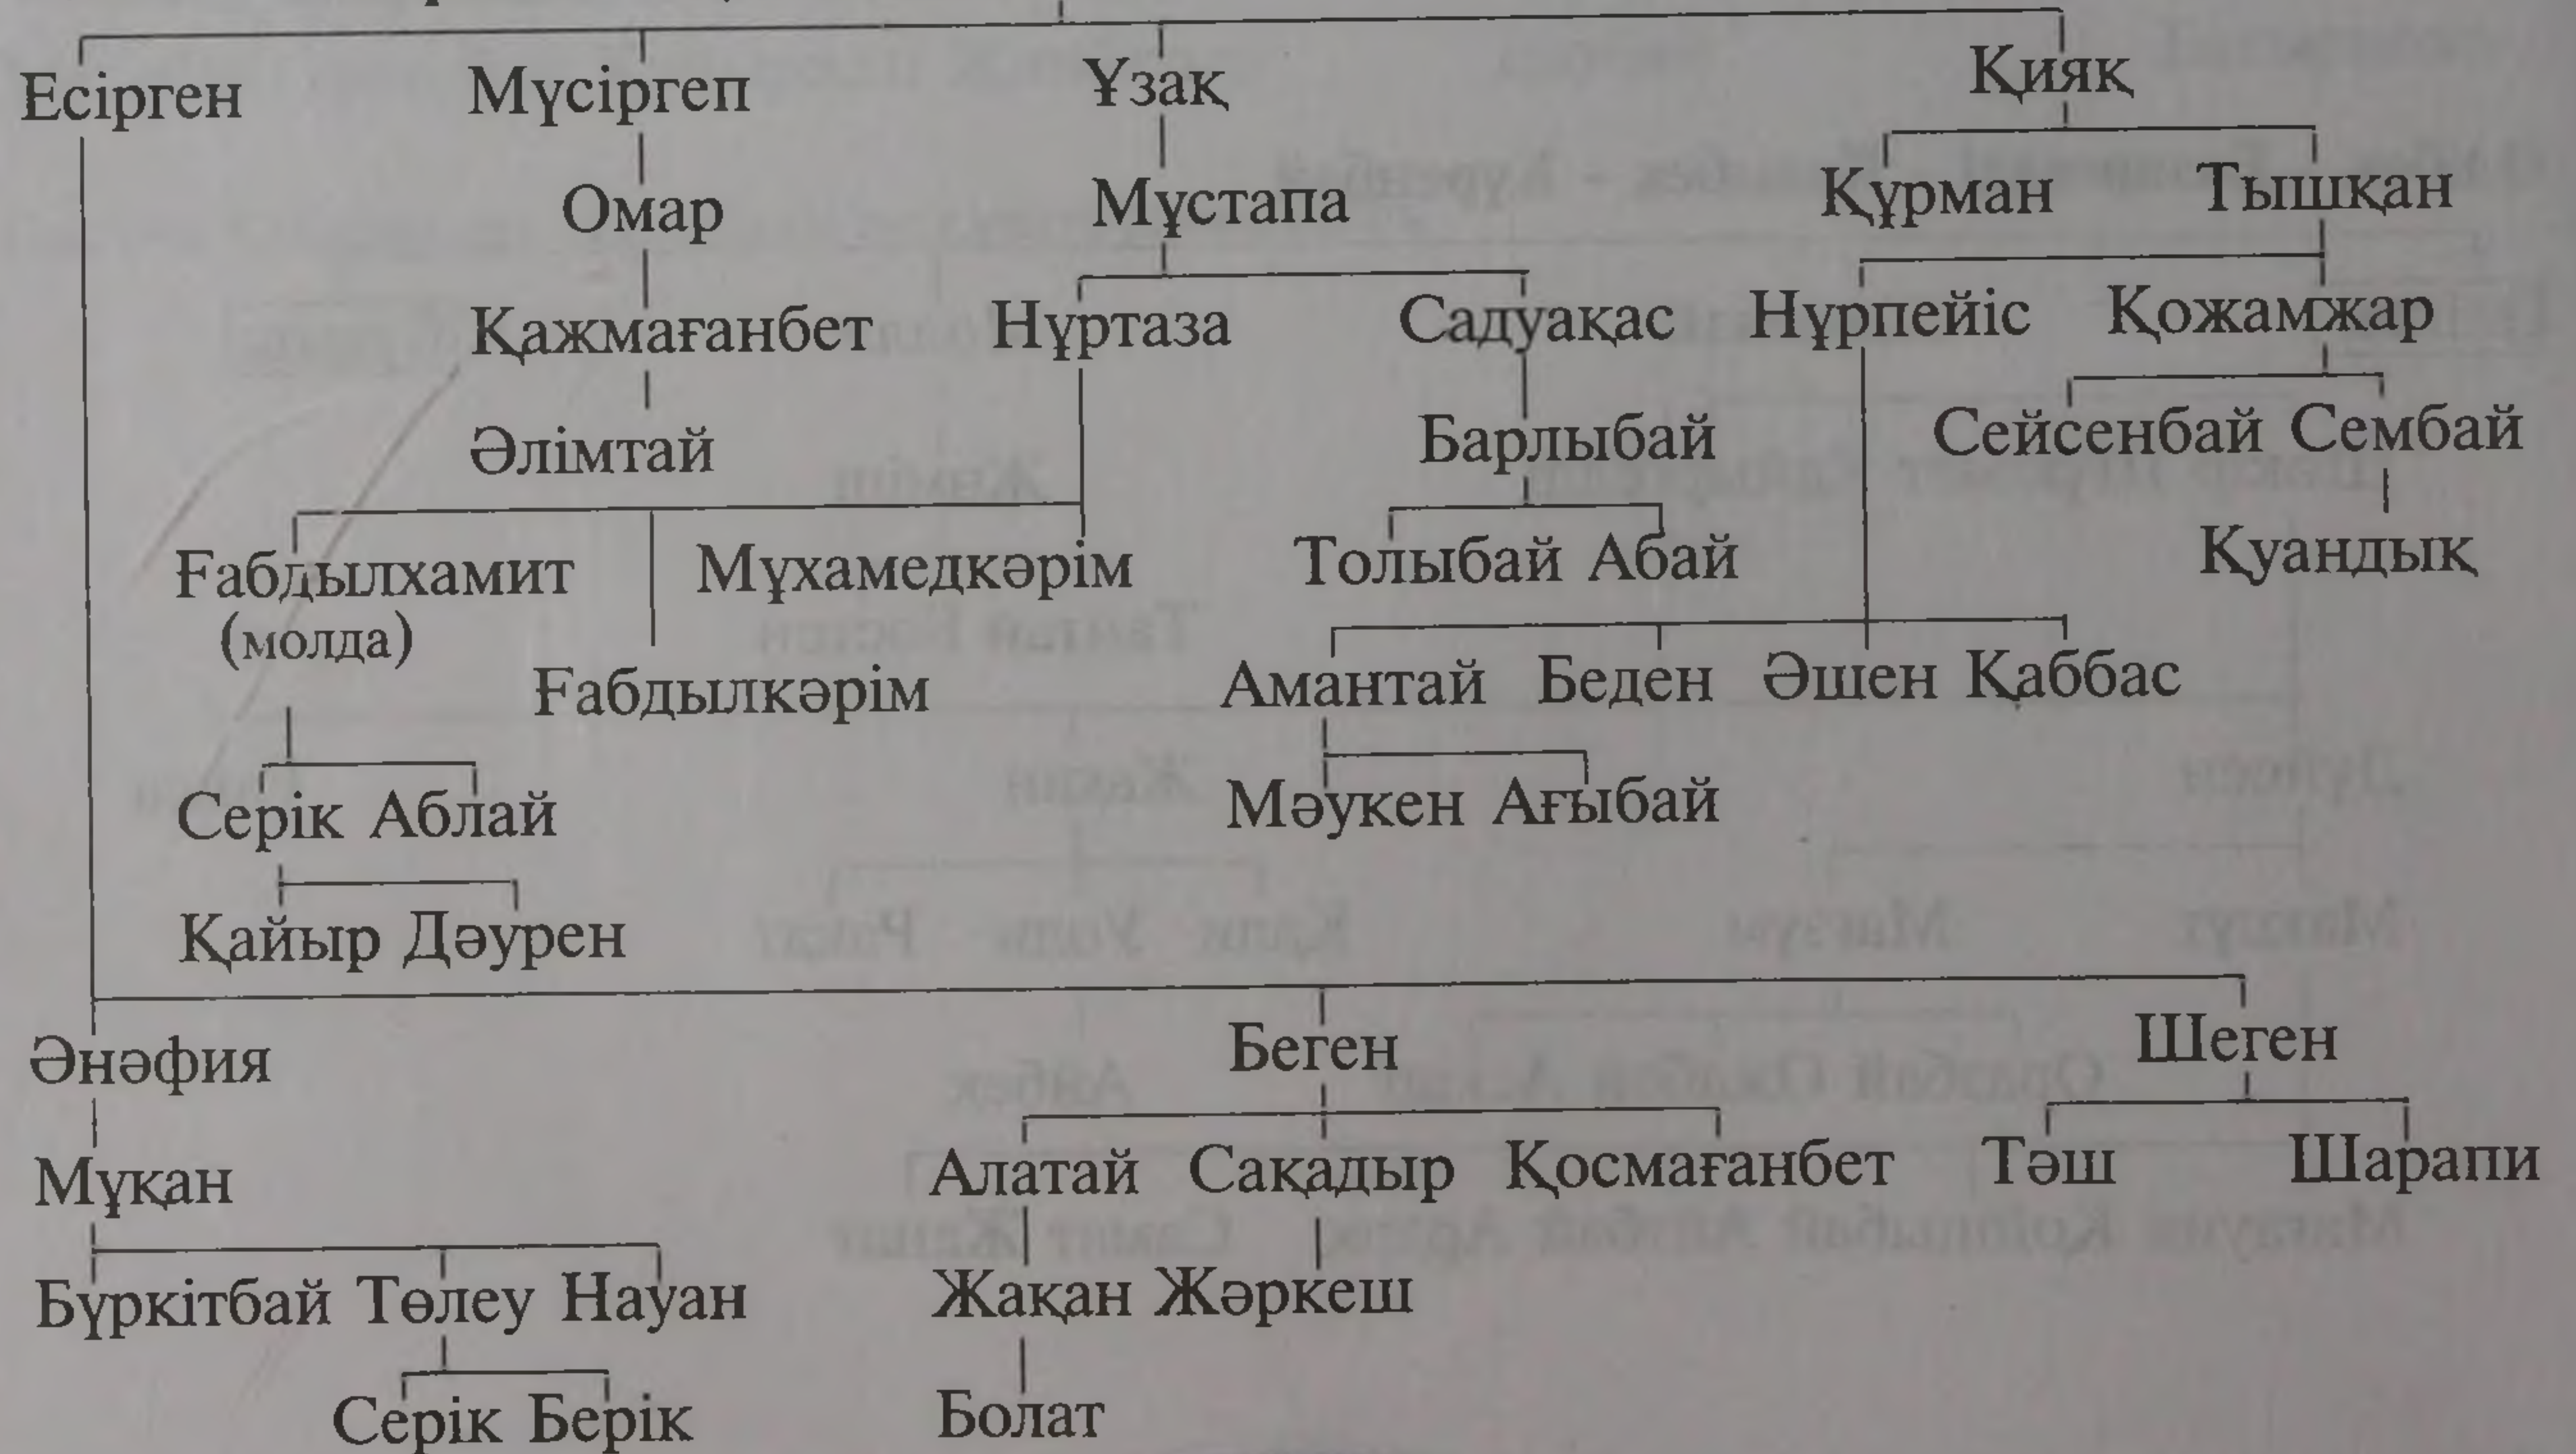 Есірген Мүсіргеп Ұзақ Қияқ
Омар Мұстапа Құрман Тышқан
Қажмағанбет Нұртаза Садуақас Нұрпейіс Қожамжар
Әлімтай Барлыбай Сейсенбай Сембай
Ғабдылхамит Мұхамедкәрім Толыбай Абай Қуандық
(молда)
Ғабдылкәрім Амантай Беден Әшен Қаббас
Серік Аблай Мәукен Ағыбай
Қайыр Дәурен
Әнәфия Беген Шеген
Мұқан Алатай Сақадыр Қосмағанбет Тәш Шарапи
Бүркітбай Төлеу Науан Жақан Жәркеш
Серік Берік Болат